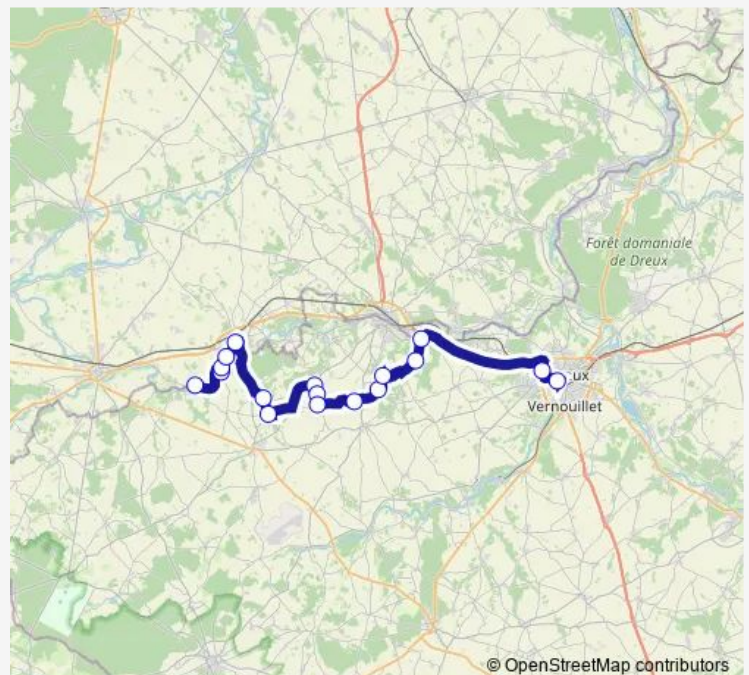 Forêt domaniale
de Dreux
ux
Vernouillet
© OpenStreetMap contributors